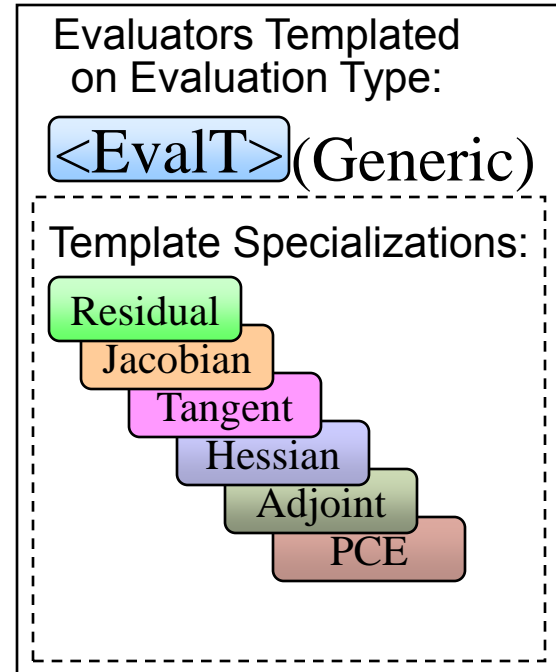 Evaluators Templated
on Evaluation Type:
<EvalT>(Generic)
Template Specializations:
Residual
Jacobian
Tangent
Hessian
Adjoint
PCE